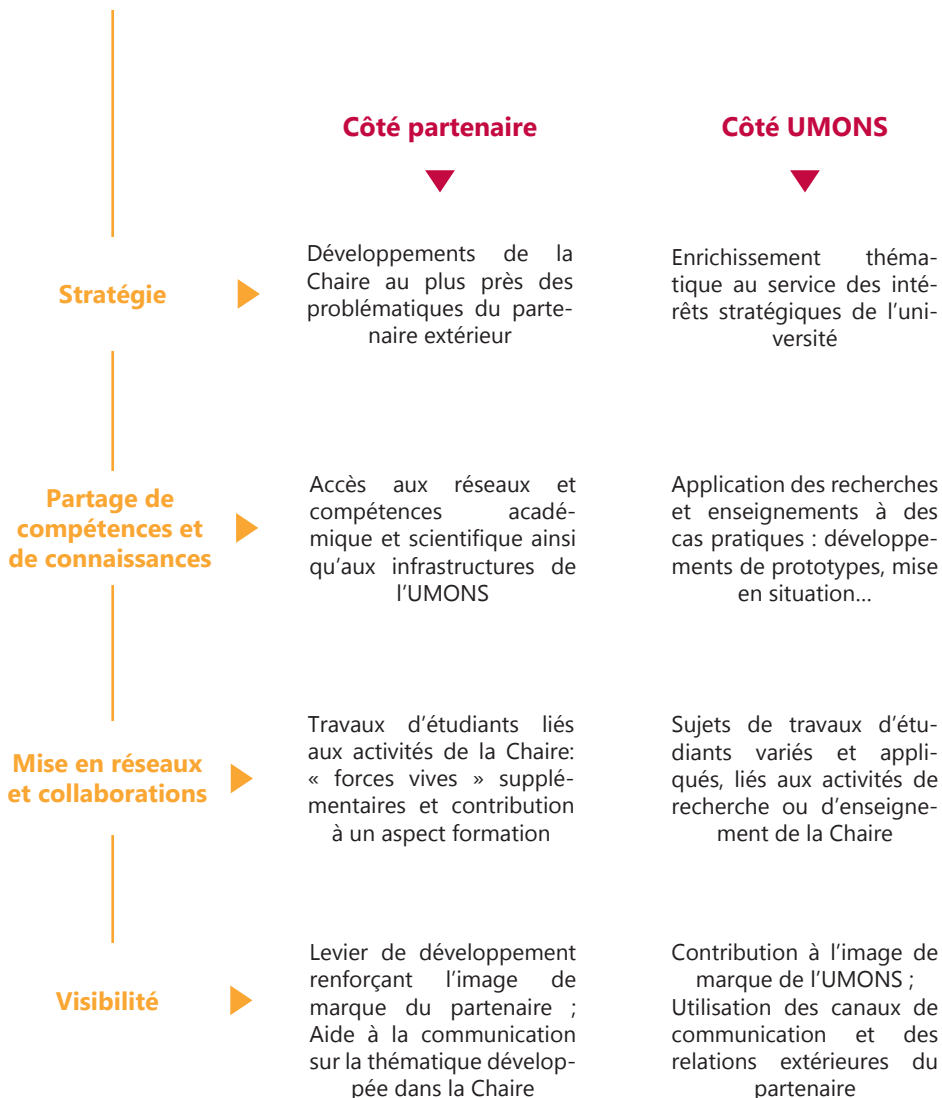 Côté partenaire
Côté UMONS
Stratégie
Développements de la
Chaire au plus près des
problématiques du parte-
naire extérieur
Enrichissement théma-
tique au service des inté-
rêts stratégiques de l'uni-
versité
Partage de
compétences et
de connaissances
Accès aux réseaux et
compétences acadé-
mique et scientifique ainsi
qu'aux infrastructures de
l'UMONS
Application des recherches
et enseignements à des
cas pratiques : développe-
ments de prototypes, mise
en situation...
Mise en réseaux
et collaborations
Travaux d'étudiants liés
aux activités de la Chaire:
« forces vives » supplé-
mentaires et contribution
à un aspect formation
Sujets de travaux d'étu-
diants variés et appli-
qués, liés aux activités de
recherche ou d'enseigne-
ment de la Chaire
Visibilité
Levier de développement
renforçant l'image de
marque du partenaire ;
Aide à la communication
sur la thématique dévelop-
pée dans la Chaire
Contribution à l'image de
marque de l'UMONS ;
Utilisation des canaux de
communication et des
relations extérieures du
partenaire